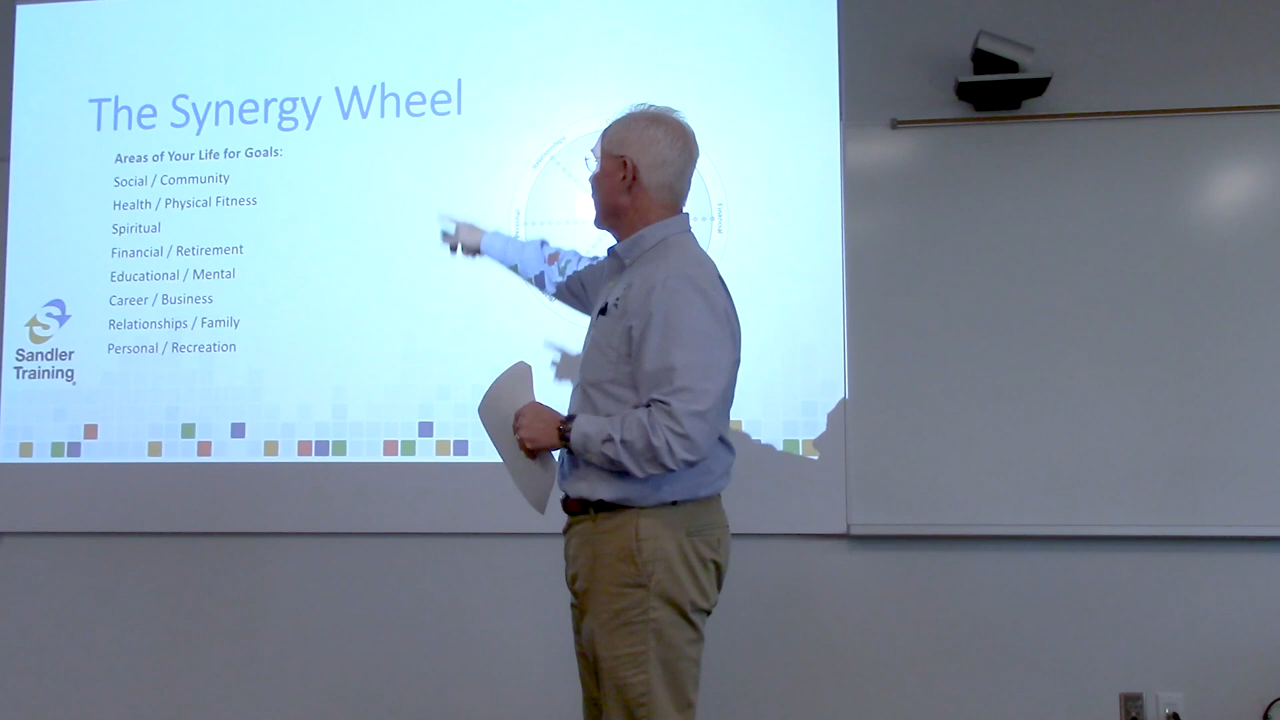 The Synergy Wheel
Areas of Your Life for Goals:
Social / Community
Health / Physical Fitness
Spiritual
Financial / Retirement
Educational / Mental
Career / Business
Relationships / Family
Personal / Recreation
Sandler
Training
Financial